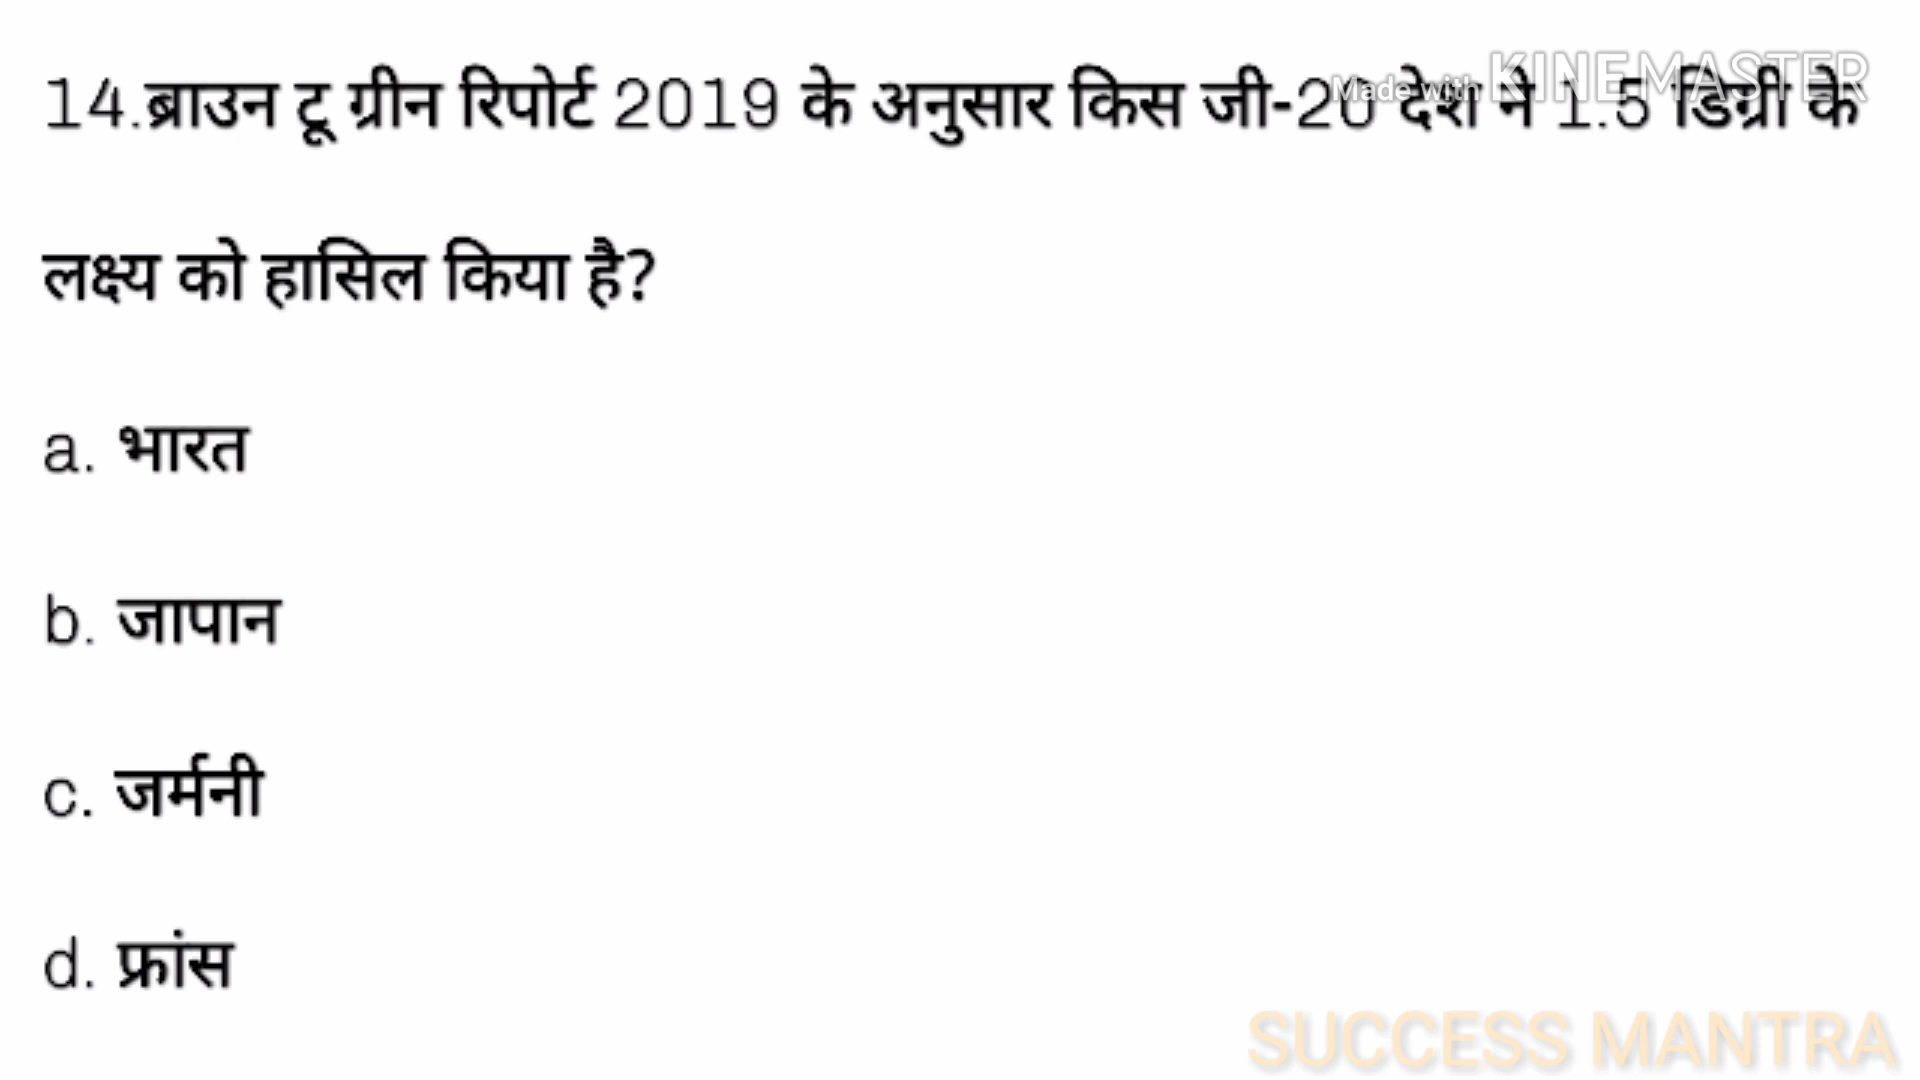 Made with KINEMASTER
14.ब्राउन टू ग्रीन रिपोर्ट 2019 के अनुसार किस जी-20 देश ने 1.5 डिग्री के
लक्ष्य को हासिल किया है?
a. भारत
b. जापान
c. जर्मनी
d. फ्रांस
SUCCESS MANTRA